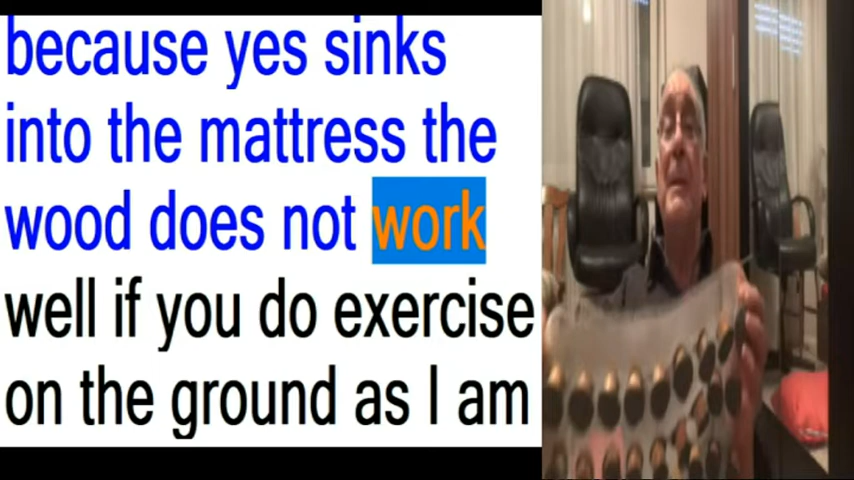 because yes sinks
into the mattress the
wood does not work
well if you do exercise
on the ground as I am